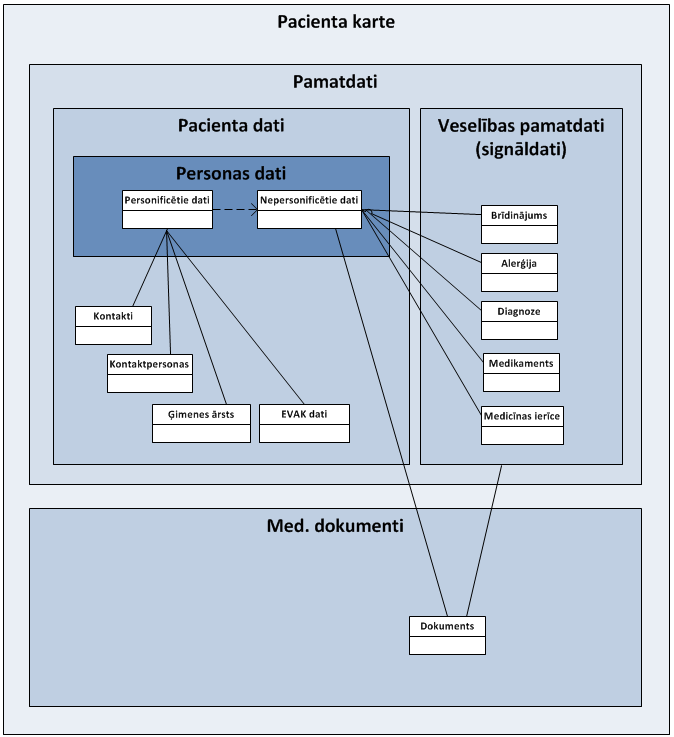 Pacienta karte
Pamatdati
Pacienta dati
Veselības pamatdati
(signāldati)
Personas dati
Personificētie dati
Nepersonificētie dati
Brīdinājums
Alerģija
Diagnoze
Kontakti
Kontaktpersonas
Medikaments
Ģimenes ārsts
EVAK dati
Medicīnas ierīce
Med. dokumenti
Dokuments